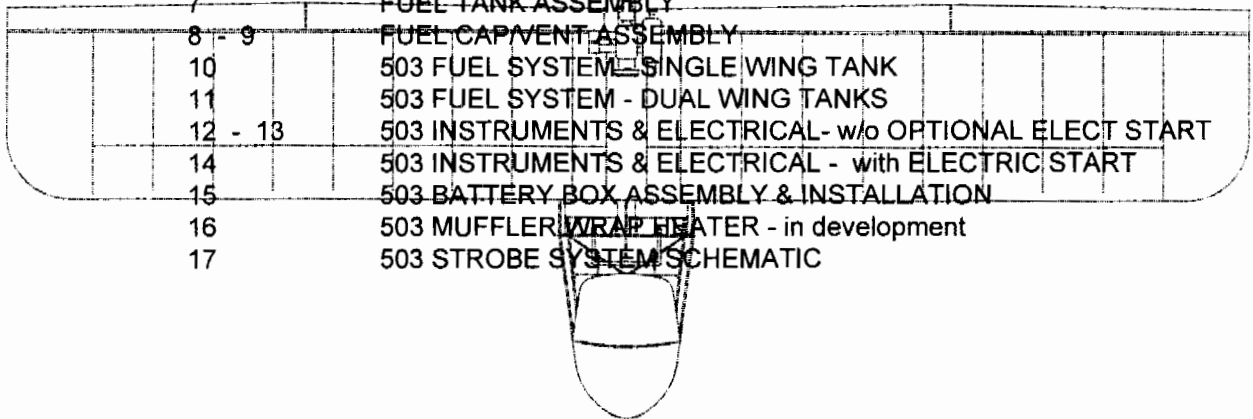 7 FUEL TANK ASSEMBLY
8 - 9 FUEL CAP/VENT ASSEMBLY
10 503 FUEL SYSTEM - SINGLE WING TANK
11 503 FUEL SYSTEM - DUAL WING TANKS
12 - 13 503 INSTRUMENTS & ELECTRICAL- w/o OPTIONAL ELECT START
14 503 INSTRUMENTS & ELECTRICAL - with ELECTRIC START
15 503 BATTERY BOX ASSEMBLY & INSTALLATION
16 503 MUFFLER WRAP HEATER - in development
17 503 STROBE SYSTEM SCHEMATIC